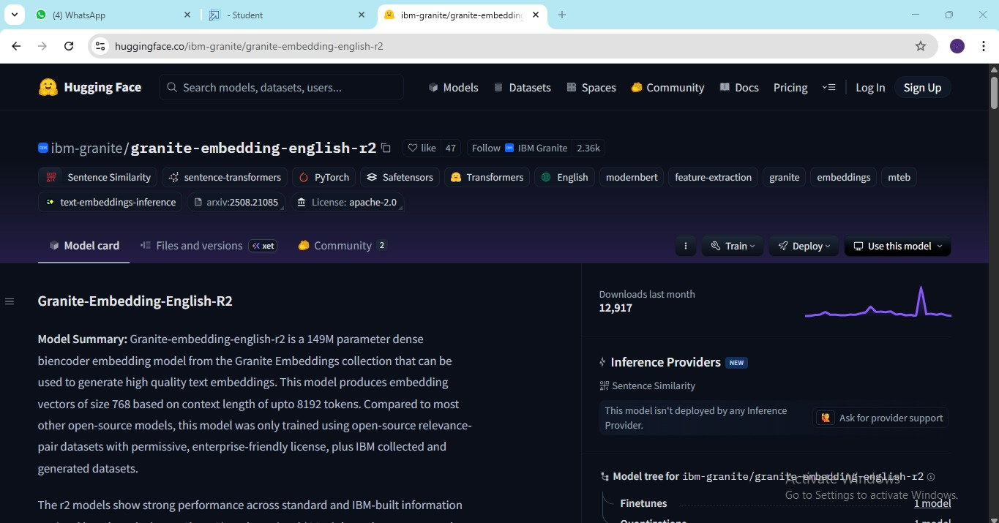 (4) WhatsApp
- Student
ibm-granite/granite-embedding
huggingface.co/ibm-granite/granite-embedding-english-r2
Hugging Face
Search models, datasets, users...
Models
Datasets
Spaces
Community
Docs
Pricing
Log In
Sign Up
ibm-granite/granite-embedding-english-r2
like 47
Follow IBM Granite 2.36k
Sentence Similarity
sentence-transformers
PyTorch
Safetensors
Transformers
English
modernbert
feature-extraction
granite
embeddings
mteb
text-embeddings-inference
arxiv:2508.21085
License: apache-2.0
Model card
Files and versions
xet
Community 2
Train
Deploy
Use this model
Granite-Embedding-English-R2
Model Summary: Granite-embedding-english-r2 is a 149M parameter dense
biencoder embedding model from the Granite Embeddings collection that can be
used to generate high quality text embeddings. This model produces embedding
vectors of size 768 based on context length of upto 8192 tokens. Compared to most
other open-source models, this model was only trained using open-source relevance-
pair datasets with permissive, enterprise-friendly license, plus IBM collected and
generated datasets.
The r2 models show strong performance across standard and IBM-built information
Downloads last month
12,917
Inference Providers NEW
Sentence Similarity
This model isn't deployed by any Inference
Provider.
Ask for provider support
Model tree for ibm-granite/granite-embedding-english-r2
Finetunes
1 model
Quantizations
1 model
Activate Windows
Go to Settings to activate Windows.